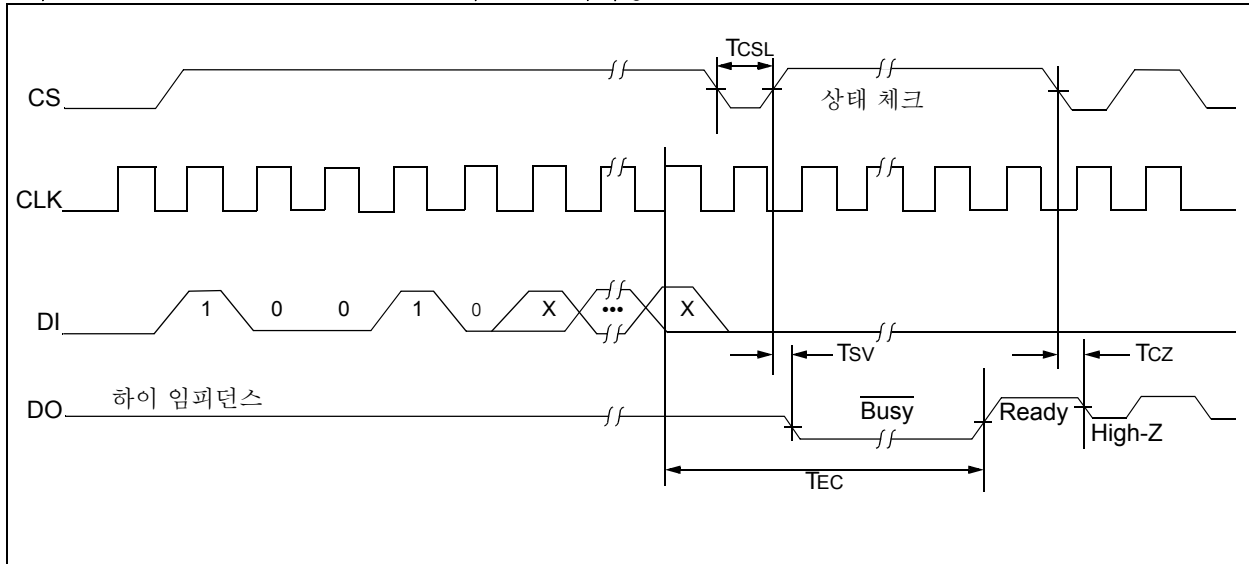 TCSL
CS
상태 체크
CLK
DI
1 0 0 1 0 X ••• X
TSV
TCZ
DO
하이 임피던스
Busy
Ready
High-Z
TEC